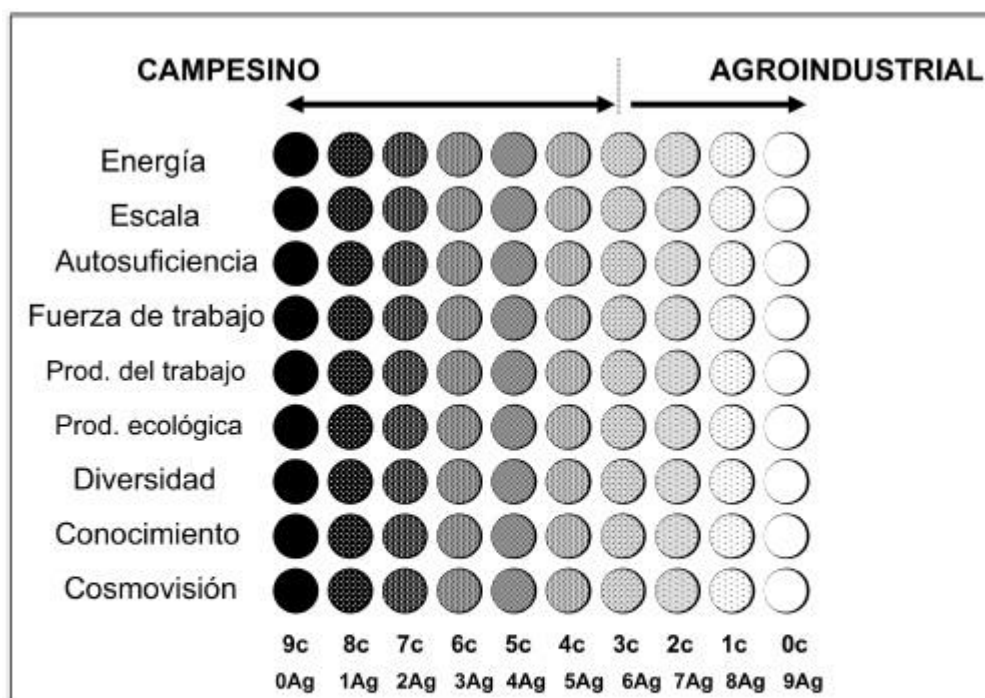 CAMPESINO AGROINDUSTRIAL
Energía
Escala
Autosuficiencia
Fuerza de trabajo
Prod. del trabajo
Prod. ecológica
Diversidad
Conocimiento
Cosmovisión
9c 8c 7c 6c 5c 4c 3c 2c 1c 0c
0Ag 1Ag 2Ag 3Ag 4Ag 5Ag 6Ag 7Ag 8Ag 9Ag